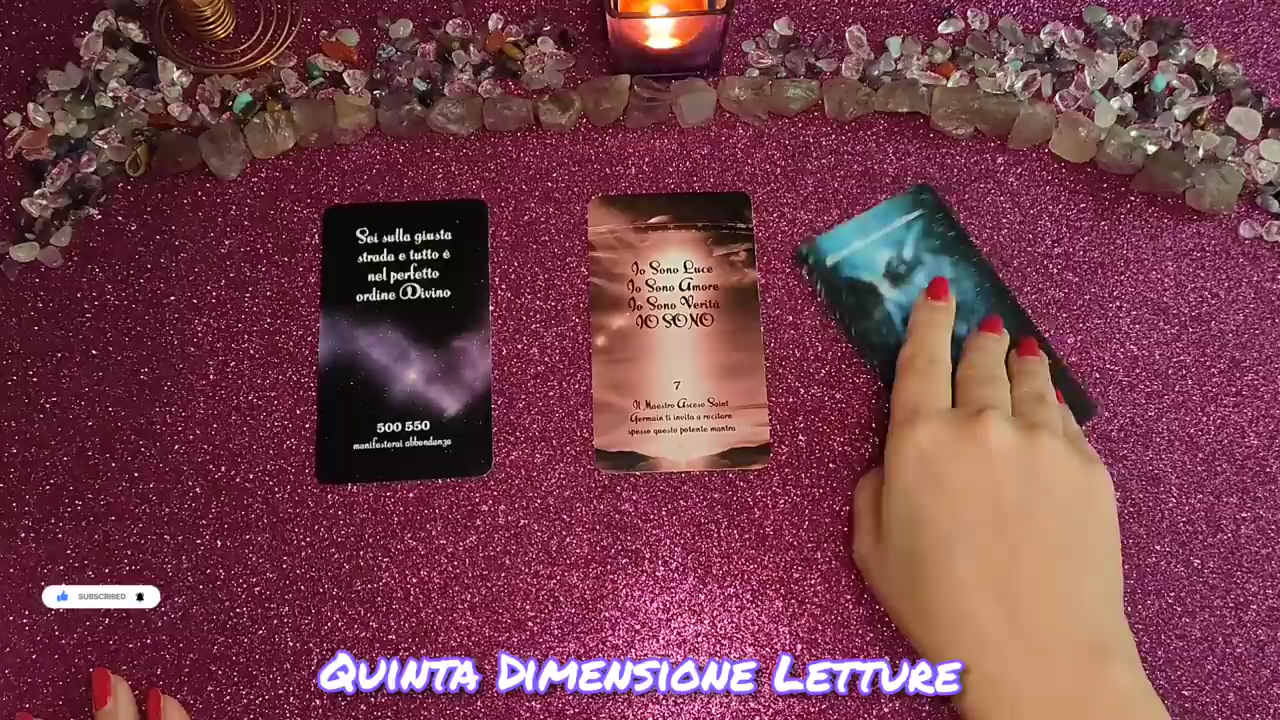 Sei sulla giusta
strada e tutto è
nel perfetto
ordine Divino
500 550
manifesterai abbondanza
Io Sono Luce
Io Sono Amore
Io Sono Verità
IO SONO
7
Il Maestro Asceso Saint
Germain ti invita a recitare
spesso questo potente mantra
SUBSCRIBED
QUINTA DIMENSIONE LETTURE